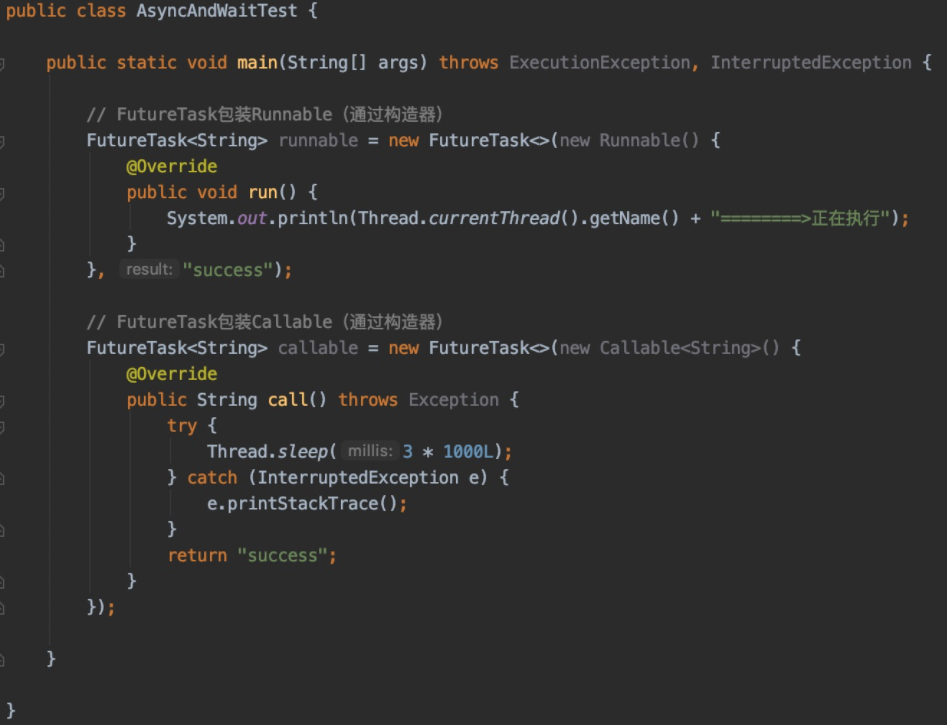 public class AsyncAndWaitTest {
public static void main(String[] args) throws ExecutionException, InterruptedException {
// FutureTask包装Runnable（通过构造器）
FutureTask<String> runnable = new FutureTask<>(new Runnable() {
@Override
public void run() {
System.out.println(Thread.currentThread().getName() + "========>正在执行");
}
}, result: "success");
// FutureTask包装Callable（通过构造器）
FutureTask<String> callable = new FutureTask<>(new Callable<String>() {
@Override
public String call() throws Exception {
try {
Thread.sleep( millis: 3 * 1000L);
} catch (InterruptedException e) {
e.printStackTrace();
}
return "success";
}
});
}
}